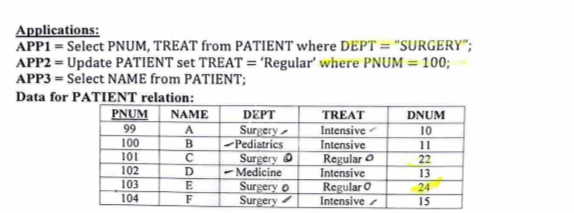 Applications:
APP1 = Select PNUM, TREAT from PATIENT where DEPT = "SURGERY";
APP2 = Update PATIENT set TREAT = 'Regular' where PNUM = 100;
APP3 = Select NAME from PATIENT;
Data for PATIENT relation:
PNUM NAME DEPT TREAT DNUM
99 A Surgery Intensive 10
100 B Pediatrics Intensive 11
101 C Surgery Regular 22
102 D Medicine Intensive 13
103 E Surgery Regular 24
104 F Surgery Intensive 15